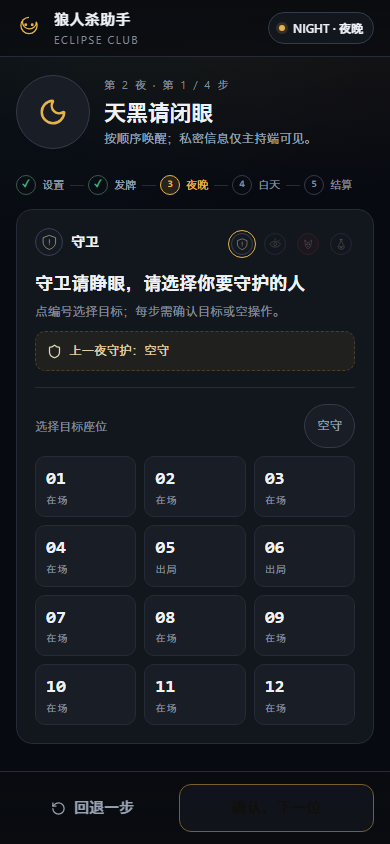 狼人杀助手
ECLIPSE CLUB
NIGHT · 夜晚
第 2 夜 · 第 1 / 4 步
天黑请闭眼
按顺序唤醒；私密信息仅主持端可见。
设置
发牌
3 夜晚
4 白天
5 结算
守卫
守卫请睁眼，请选择你要守护的人
点编号选择目标；每步需确认目标或空操作。
上一夜守护：空守
选择目标座位
空守
01 02 03
在场 在场 在场
04 05 06
在场 出局 出局
07 08 09
在场 在场 在场
10 11 12
在场 在场 在场
回退一步
确认，下一位